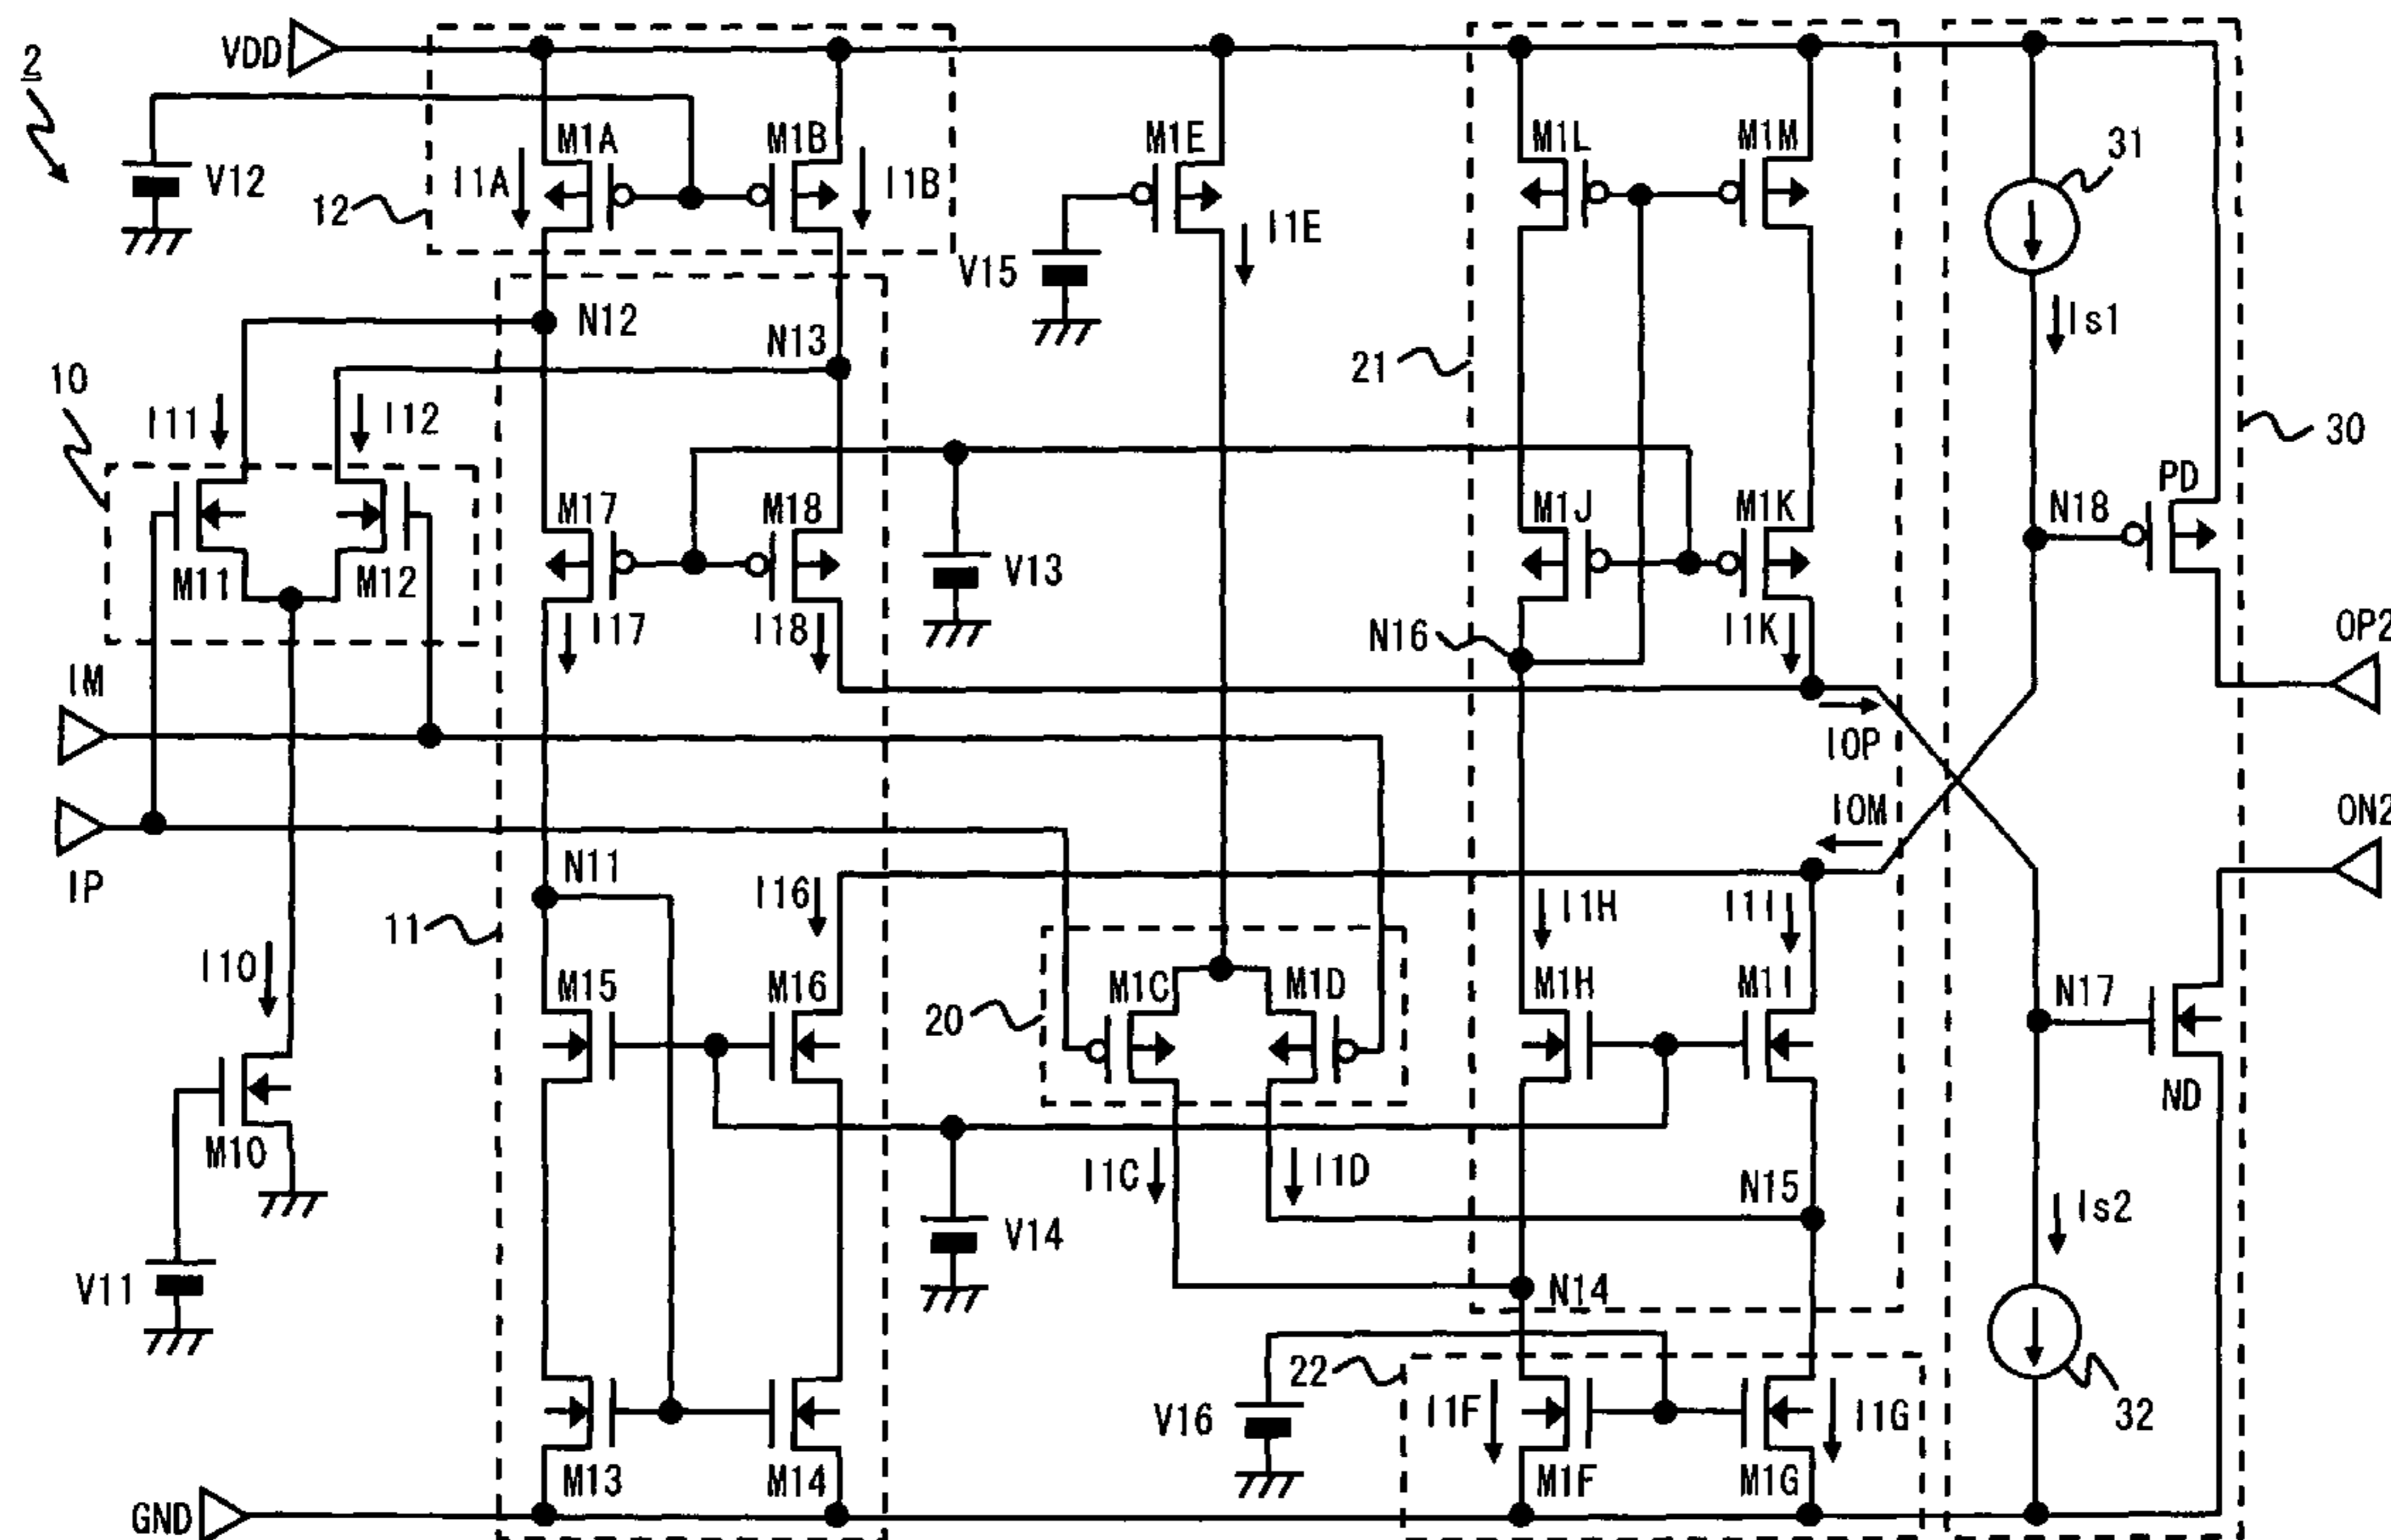 2
VDD
V12
12
I1A
M1A
M1B
I1B
M1E
I1E
V15
M1L
M1M
31
Is1
21
N12
N13
10
I11
I12
M11
M12
M17
M18
I17
I18
V13
N16
M1J
M1K
I1K
N18
PD
30
OP2
IM
IP
IOP
IOM
ON2
N11
11
I16
I10
M10
V11
M15
M16
20
M1C
M1D
I1C
I1D
V14
I1H
I1I
M1H
M1I
N15
N14
N17
ND
Is2
32
22
V16
I1F
I1G
M1F
M1G
M13
M14
GND